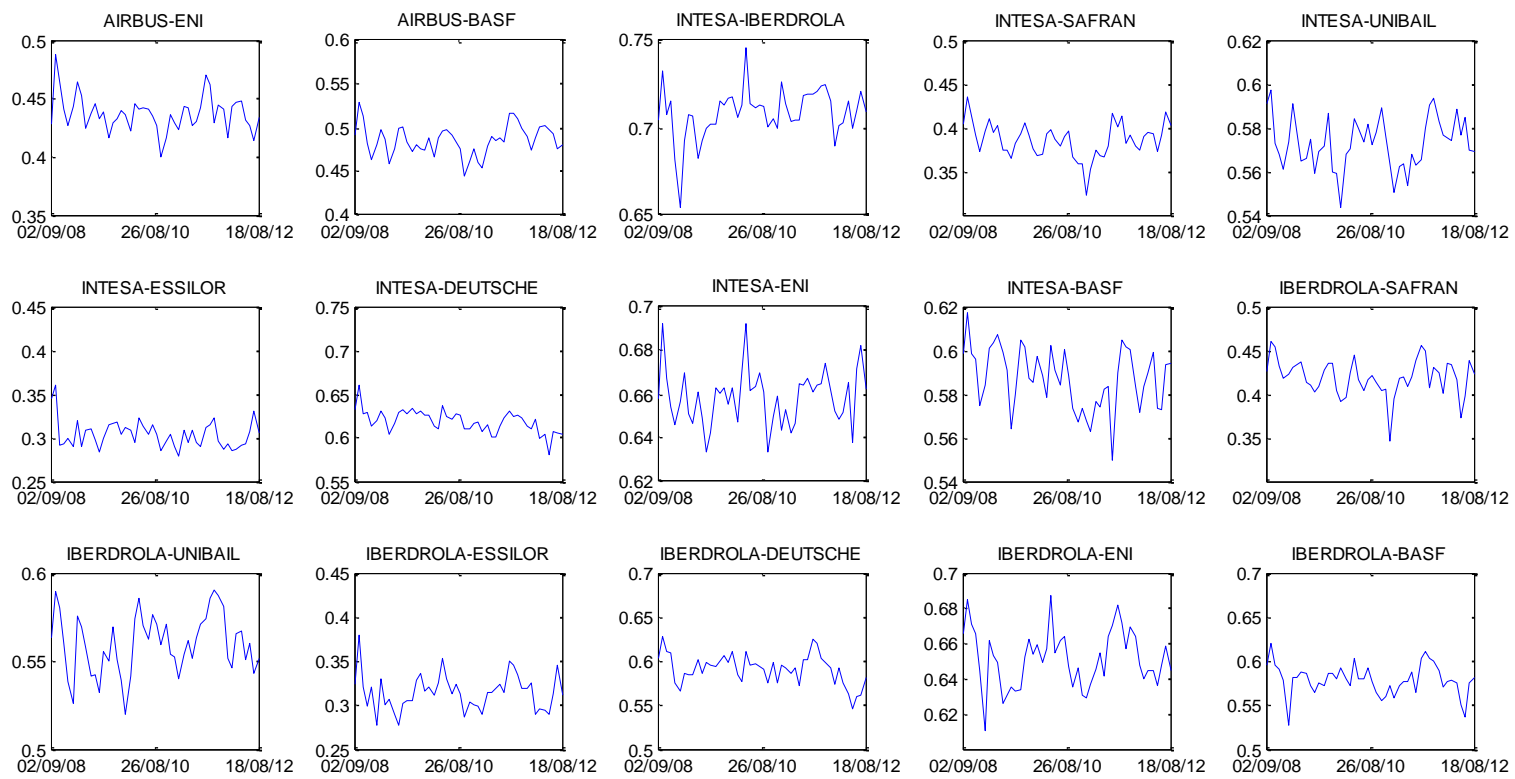 AIRBUS-ENI
0.5
0.45
0.4
0.35
02/09/08 26/08/10 18/08/12
AIRBUS-BASF
0.6
0.55
0.5
0.45
0.4
02/09/08 26/08/10 18/08/12
INTESA-IBERDROLA
0.75
0.7
0.65
02/09/08 26/08/10 18/08/12
INTESA-SAFRAN
0.5
0.45
0.4
0.35
02/09/08 26/08/10 18/08/12
INTESA-UNIBAIL
0.62
0.6
0.58
0.56
0.54
02/09/08 26/08/10 18/08/12
INTESA-ESSILOR
0.45
0.4
0.35
0.3
0.25
02/09/08 26/08/10 18/08/12
INTESA-DEUTSCHE
0.75
0.7
0.65
0.6
0.55
02/09/08 26/08/10 18/08/12
INTESA-ENI
0.7
0.68
0.66
0.64
0.62
02/09/08 26/08/10 18/08/12
INTESA-BASF
0.62
0.6
0.58
0.56
0.54
02/09/08 26/08/10 18/08/12
IBERDROLA-SAFRAN
0.5
0.45
0.4
0.35
02/09/08 26/08/10 18/08/12
IBERDROLA-UNIBAIL
0.6
0.55
0.5
02/09/08 26/08/10 18/08/12
IBERDROLA-ESSILOR
0.45
0.4
0.35
0.3
0.25
02/09/08 26/08/10 18/08/12
IBERDROLA-DEUTSCHE
0.7
0.65
0.6
0.55
0.5
02/09/08 26/08/10 18/08/12
IBERDROLA-ENI
0.7
0.68
0.66
0.64
0.62
02/09/08 26/08/10 18/08/12
IBERDROLA-BASF
0.7
0.65
0.6
0.55
0.5
02/09/08 26/08/10 18/08/12